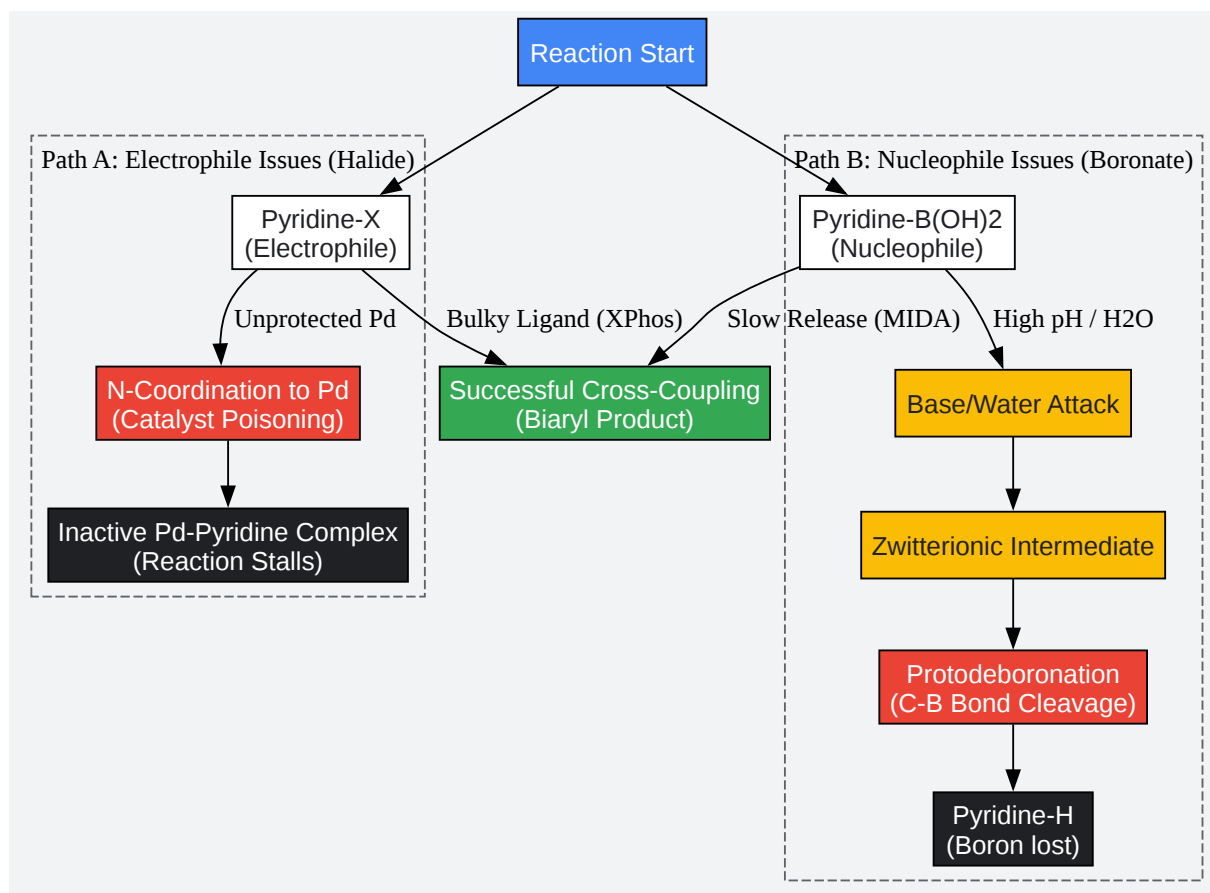 Reaction Start
Path A: Electrophile Issues (Halide)
Path B: Nucleophile Issues (Boronate)
Pyridine-X
(Electrophile)
Pyridine-B(OH)2
(Nucleophile)
Unprotected Pd
Bulky Ligand (XPhos)
Slow Release (MIDA)
High pH / H2O
N-Coordination to Pd
(Catalyst Poisoning)
Successful Cross-Coupling
(Biaryl Product)
Base/Water Attack
Inactive Pd-Pyridine Complex
(Reaction Stalls)
Zwitterionic Intermediate
Protodeboronation
(C-B Bond Cleavage)
Pyridine-H
(Boron lost)